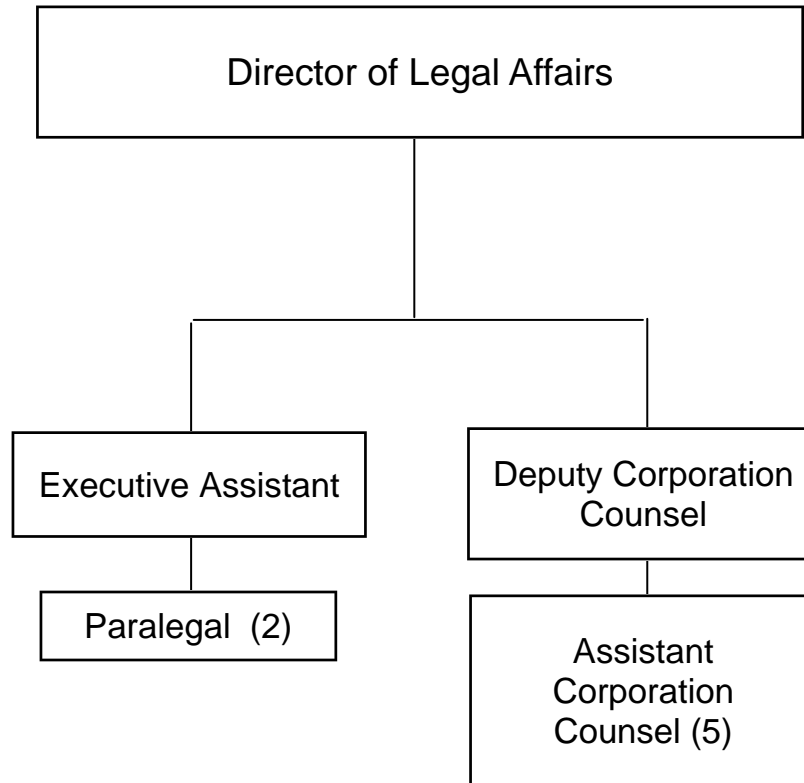 Director of Legal Affairs
Executive Assistant
Deputy Corporation
Counsel
Paralegal (2)
Assistant
Corporation
Counsel (5)